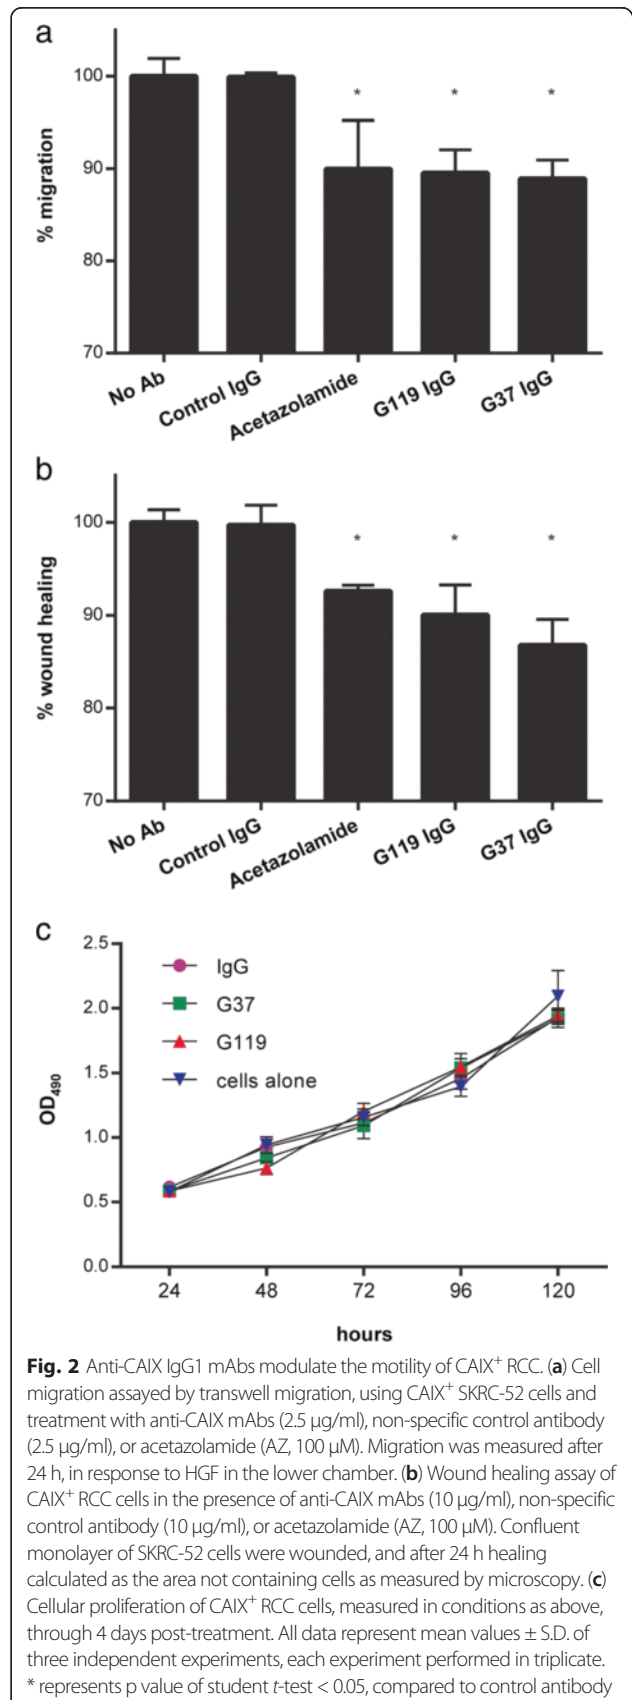 a
100
90
80
70
% migration
* * *
No Ab
Control IgG
Acetazolamide
G119 IgG
G37 IgG
b
100
90
80
70
% wound healing
* * *
No Ab
Control IgG
Acetazolamide
G119 IgG
G37 IgG
c
2.5
2.0
1.5
1.0
0.5
0.0
OD490
IgG
G37
G119
cells alone
24 48 72 96 120
hours
Fig. 2 Anti-CAIX IgG1 mAbs modulate the motility of CAIX+ RCC. (a) Cell
migration assayed by transwell migration, using CAIX+ SKRC-52 cells and
treatment with anti-CAIX mAbs (2.5 μg/ml), non-specific control antibody
(2.5 μg/ml), or acetazolamide (AZ, 100 μM). Migration was measured after
24 h, in response to HGF in the lower chamber. (b) Wound healing assay of
CAIX+ RCC cells in the presence of anti-CAIX mAbs (10 μg/ml), non-specific
control antibody (10 μg/ml), or acetazolamide (AZ, 100 μM). Confluent
monolayer of SKRC-52 cells were wounded, and after 24 h healing
calculated as the area not containing cells as measured by microscopy. (c)
Cellular proliferation of CAIX+ RCC cells, measured in conditions as above,
through 4 days post-treatment. All data represent mean values ± S.D. of
three independent experiments, each experiment performed in triplicate.
* represents p value of student t-test < 0.05, compared to control antibody